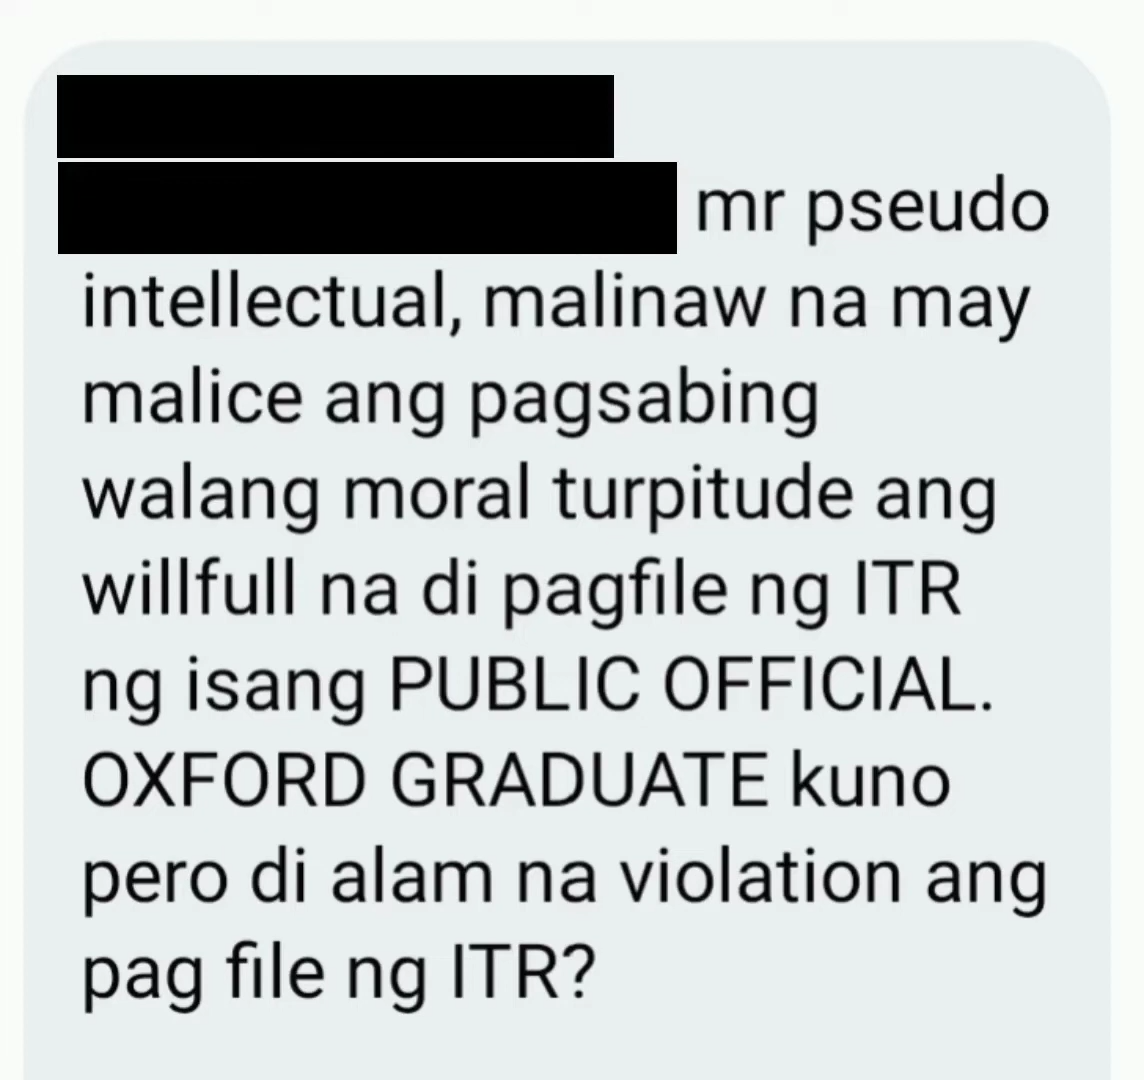 mr pseudo
intellectual, malinaw na may
malice ang pagsabing
walang moral turpitude ang
willfull na di pagfile ng ITR
ng isang PUBLIC OFFICIAL.
OXFORD GRADUATE kuno
pero di alam na violation ang
pag file ng ITR?